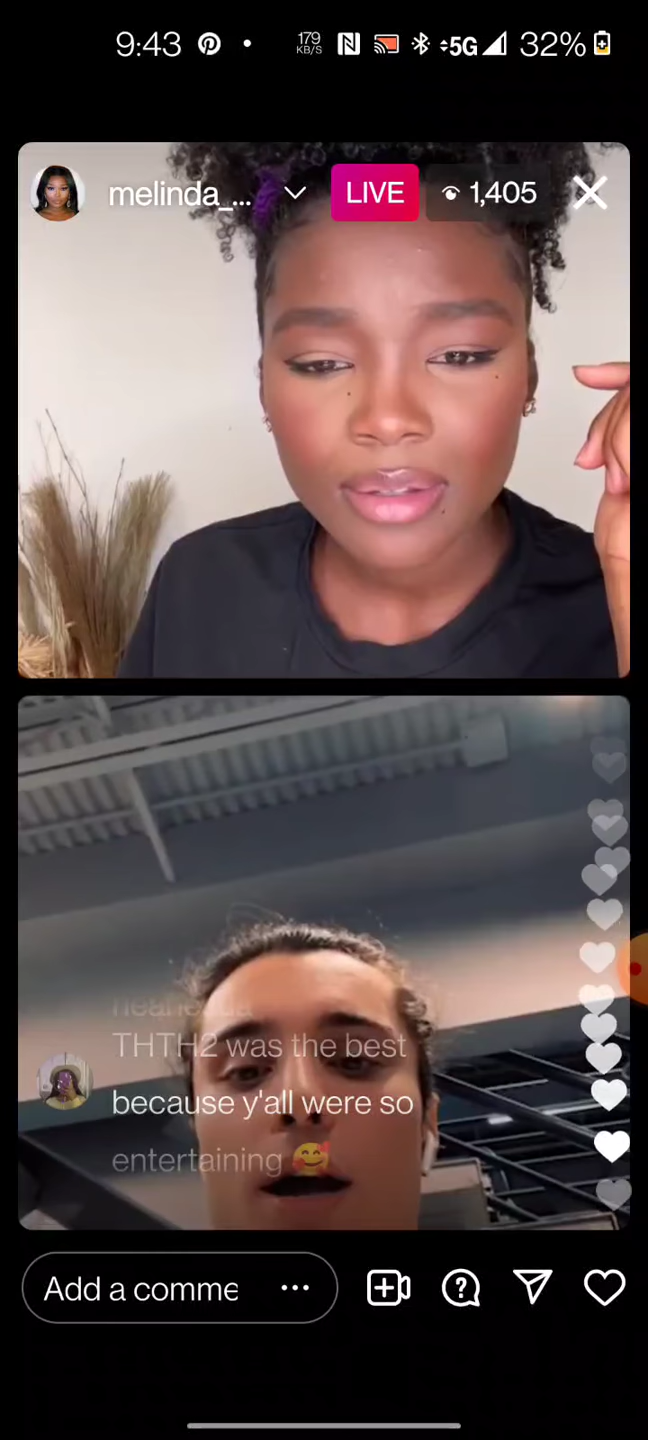 9:43
179
KB/S
5G
32%
melinda_...
LIVE
1,405
THTH2 was the best
because y'all were so
entertaining 🥰
Add a comme